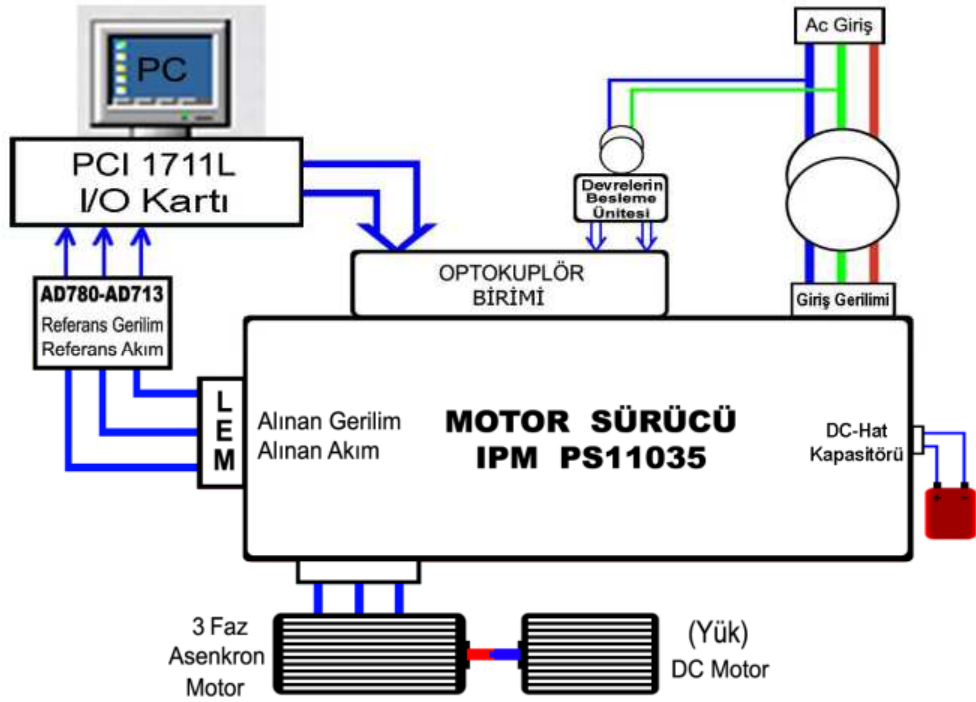 Ac Giriş
PC
PCI 1711L
I/O Kartı
Devrelerin
Besleme
Ünitesi
OPTOKUPLÖR
BİRİMİ
Giriş Gerilimi
AD780-AD713
Referans Gerilim
Referans Akım
L
E
M
Alınan Gerilim
Alınan Akım
MOTOR SÜRÜCÜ
IPM PS11035
DC-Hat
Kapasitörü
+ -
3 Faz
Asenkron
Motor
(Yük)
DC Motor